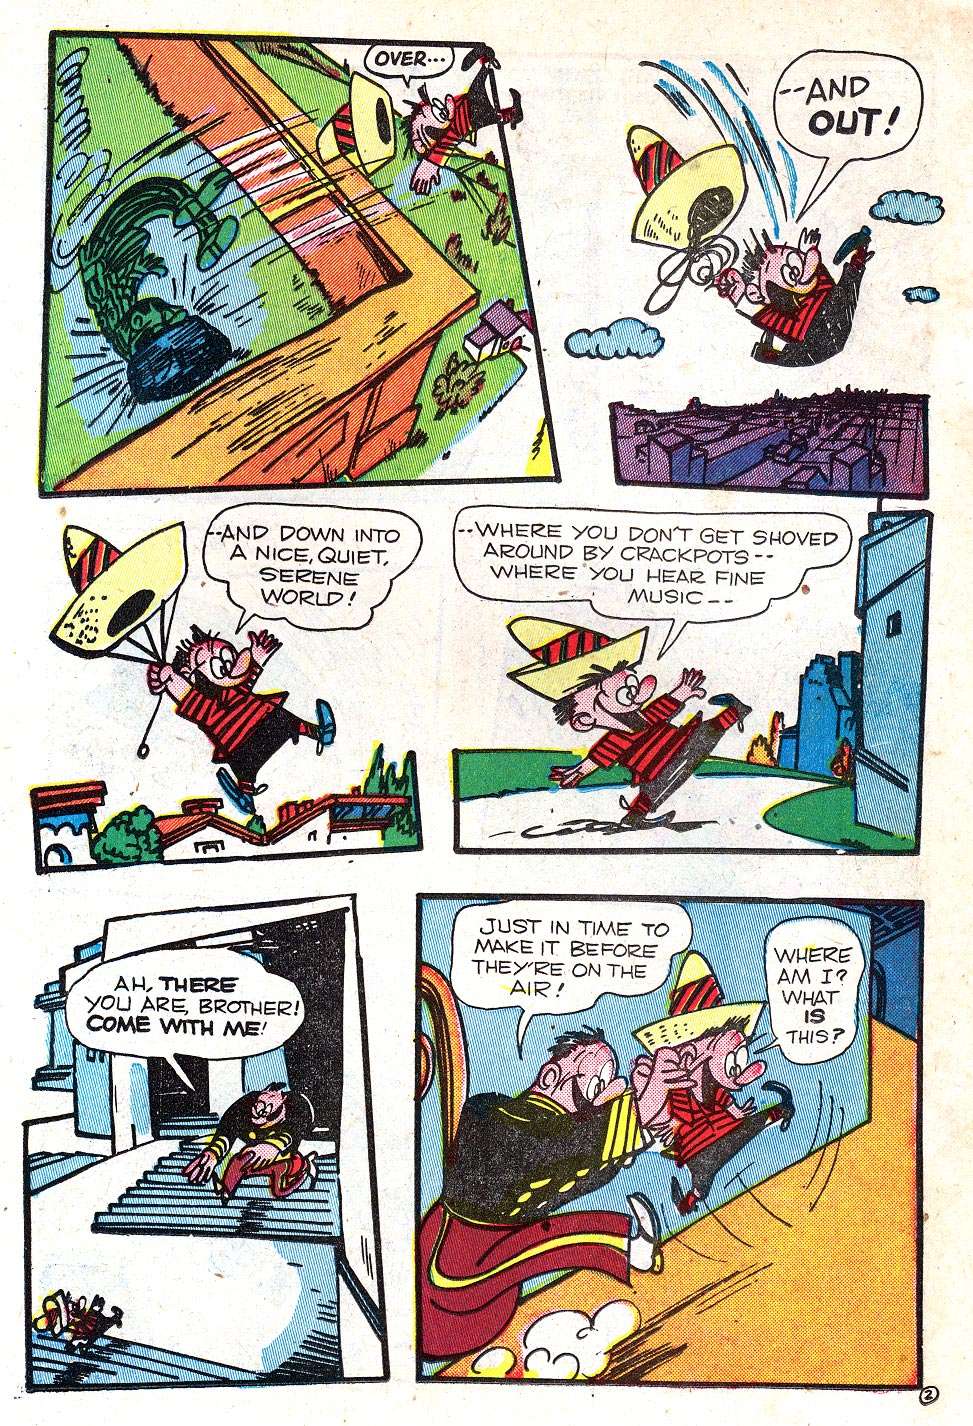 OVER...
--AND
OUT!
--AND DOWN INTO
A NICE, QUIET,
SERENE
WORLD!
--WHERE YOU DON'T GET SHOVED
AROUND BY CRACKPOTS--
WHERE YOU HEAR FINE
MUSIC--
AH, THERE
YOU ARE, BROTHER!
COME WITH ME!
JUST IN TIME TO
MAKE IT BEFORE
THEY'RE ON THE
AIR!
WHERE
AM I?
WHAT
IS
THIS?
2